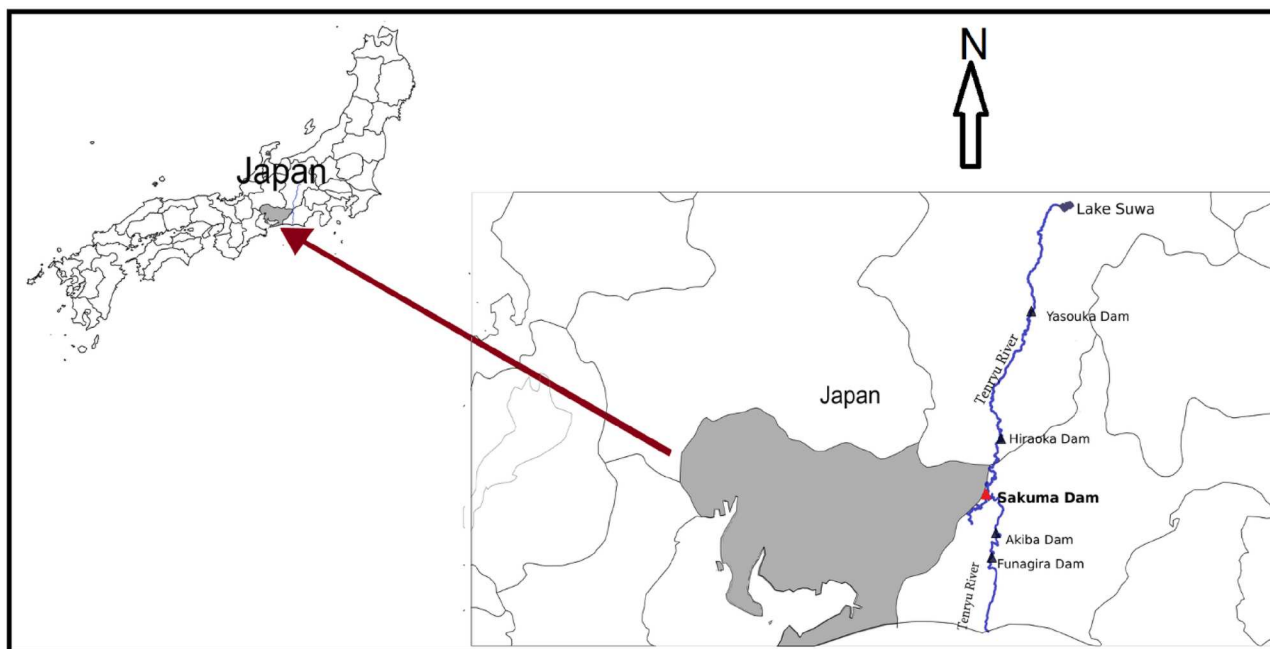 N
Japan
Lake Suwa
Yasouka Dam
Tenryu River
Japan
Hiraoka Dam
Sakuma Dam
Akiba Dam
Funagira Dam
Tenryu River